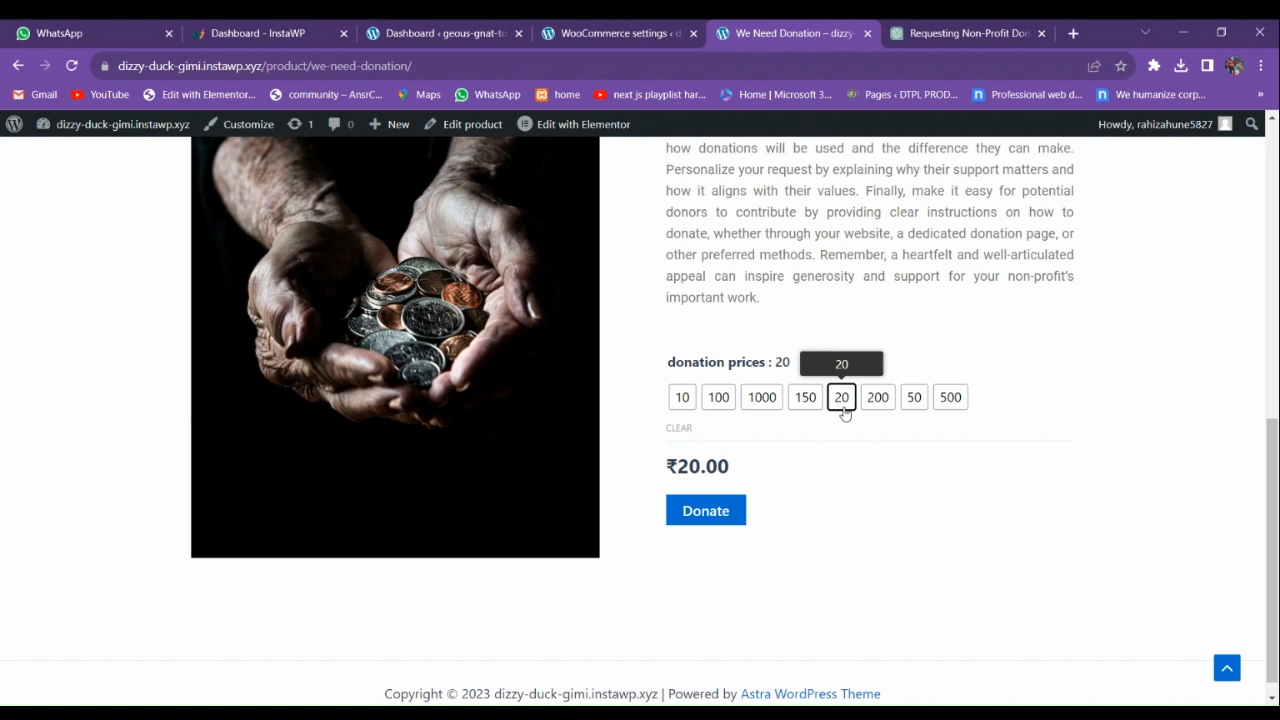 WhatsApp
Dashboard - InstaWP
Dashboard ‹ geous-gnat-to
WooCommerce settings ‹ d
We Need Donation – dizzy-
Requesting Non-Profit Don
dizzy-duck-gimi.instawp.xyz/product/we-need-donation/
Gmail
YouTube
Edit with Elementor...
community – AnsrC...
Maps
WhatsApp
home
next js playlist har...
Home | Microsoft 3...
Pages ‹ DTPL PROD...
Professional web d...
We humanize corp...
»
dizzy-duck-gimi.instawp.xyz
Customize
1
0
New
Edit product
Edit with Elementor
Howdy, rahizahune5827
how donations will be used and the difference they can make.
Personalize your request by explaining why their support matters and
how it aligns with their values. Finally, make it easy for potential
donors to contribute by providing clear instructions on how to
donate, whether through your website, a dedicated donation page, or
other preferred methods. Remember, a heartfelt and well-articulated
appeal can inspire generosity and support for your non-profit's
important work.
donation prices : 20
20
10 100 1000 150 20 200 50 500
CLEAR
₹20.00
Donate
Copyright © 2023 dizzy-duck-gimi.instawp.xyz | Powered by Astra WordPress Theme